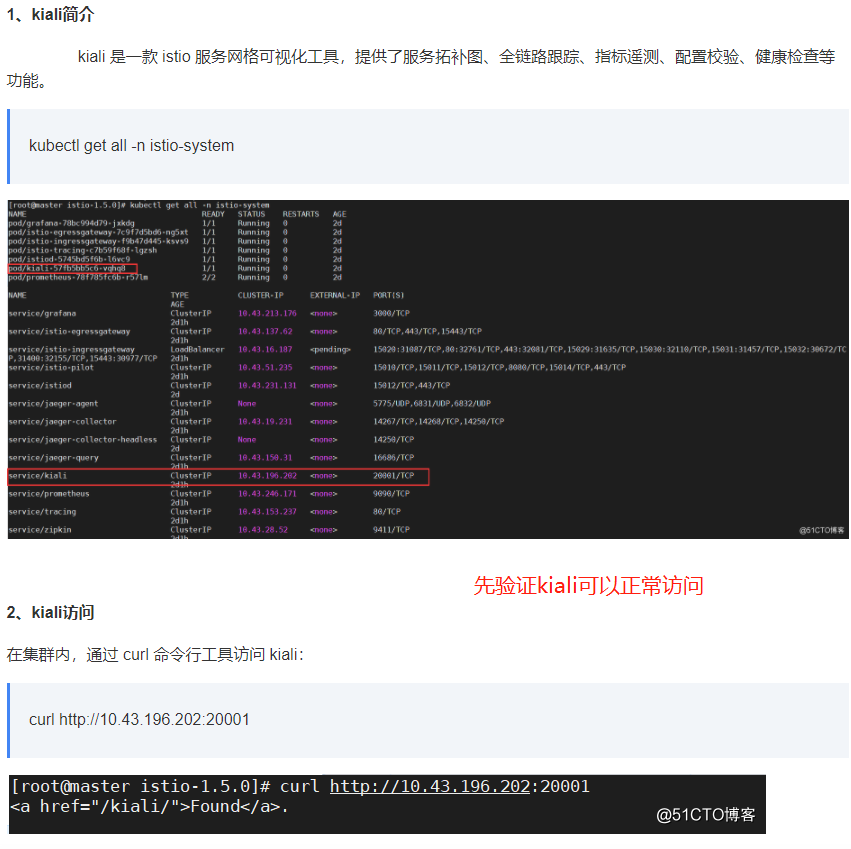 1、kiali简介
kiali 是一款 istio 服务网格可视化工具，提供了服务拓补图、全链路跟踪、指标遥测、配置校验、健康检查等
功能。
kubectl get all -n istio-system
[root@master istio-1.5.0]# kubectl get all -n istio-system
NAME READY STATUS RESTARTS AGE
pod/grafana-78bc994d79-jxkdg 1/1 Running 0 2d
pod/istio-egressgateway-7c9f7d5bd6-ng5xt 1/1 Running 0 2d
pod/istio-ingressgateway-f9b47d445-ksvs9 1/1 Running 0 2d
pod/istio-tracing-c7b59f68f-lgzsh 1/1 Running 0 2d
pod/istiod-5745bd5f6b-l6vc9 1/1 Running 0 2d
pod/kiali-57fb5bb5c6-vqhq8 1/1 Running 0 2d
pod/prometheus-78f785fc6b-r57lm 2/2 Running 0 2d
NAME TYPE CLUSTER-IP EXTERNAL-IP PORT(S)
AGE
service/grafana ClusterIP 10.43.213.176 <none> 3000/TCP
2d1h
service/istio-egressgateway ClusterIP 10.43.137.62 <none> 80/TCP,443/TCP,15443/TCP
2d1h
service/istio-ingressgateway LoadBalancer 10.43.16.187 <pending> 15020:31087/TCP,80:32761/TCP,443:32081/TCP,15029:31635/TCP,15030:32110/TCP,15031:31457/TCP,15032:30672/TC
P,31400:32155/TCP,15443:30977/TCP 2d1h
service/istio-pilot ClusterIP 10.43.51.235 <none> 15010/TCP,15011/TCP,15012/TCP,8080/TCP,15014/TCP,443/TCP
2d1h
service/istiod ClusterIP 10.43.231.131 <none> 15012/TCP,443/TCP
2d
service/jaeger-agent ClusterIP None <none> 5775/UDP,6831/UDP,6832/UDP
2d1h
service/jaeger-collector ClusterIP 10.43.19.231 <none> 14267/TCP,14268/TCP,14250/TCP
2d1h
service/jaeger-collector-headless ClusterIP None <none> 14250/TCP
2d
service/jaeger-query ClusterIP 10.43.150.31 <none> 16686/TCP
2d1h
service/kiali ClusterIP 10.43.196.202 <none> 20001/TCP
2d1h
service/prometheus ClusterIP 10.43.246.171 <none> 9090/TCP
2d1h
service/tracing ClusterIP 10.43.153.237 <none> 80/TCP
2d1h
service/zipkin ClusterIP 10.43.28.52 <none> 9411/TCP
2d1h
@51CTO博客
先验证kiali可以正常访问
2、kiali访问
在集群内，通过 curl 命令行工具访问 kiali：
curl http://10.43.196.202:20001
[root@master istio-1.5.0]# curl http://10.43.196.202:20001
<a href="/kiali/">Found</a>.
@51CTO博客